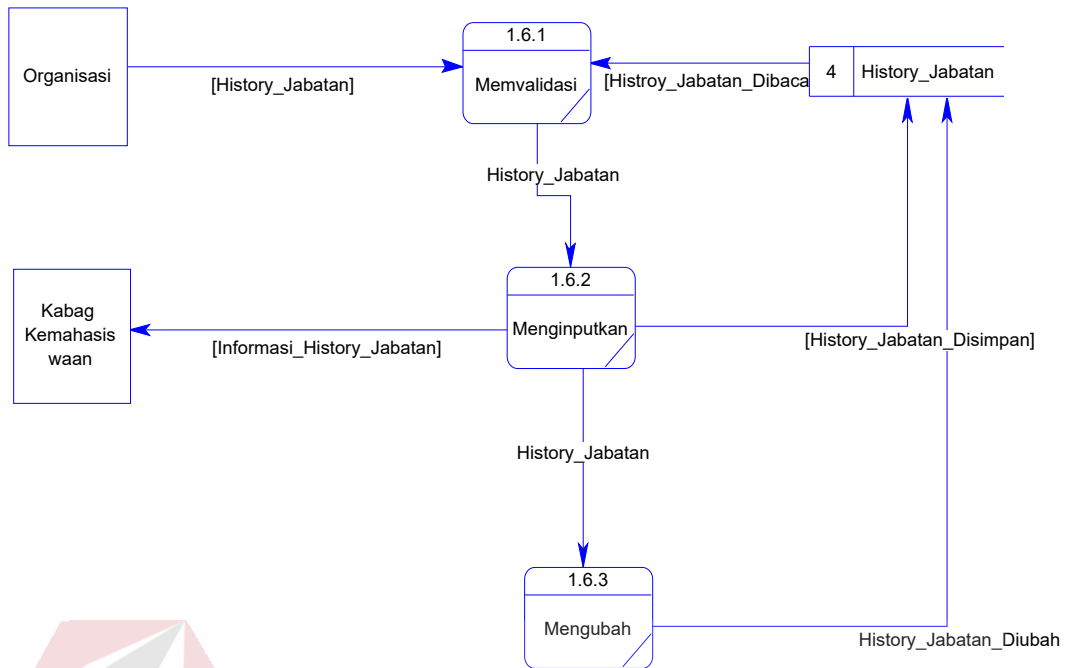 1.6.1
Organisasi
[History_Jabatan]
Memvalidasi
[Histroy_Jabatan_Dibaca
4 History_Jabatan
History_Jabatan
1.6.2
Kabag
Kemahasis
waan
[Informasi_History_Jabatan]
Menginputkan
[History_Jabatan_Disimpan]
History_Jabatan
1.6.3
Mengubah
History_Jabatan_Diubah